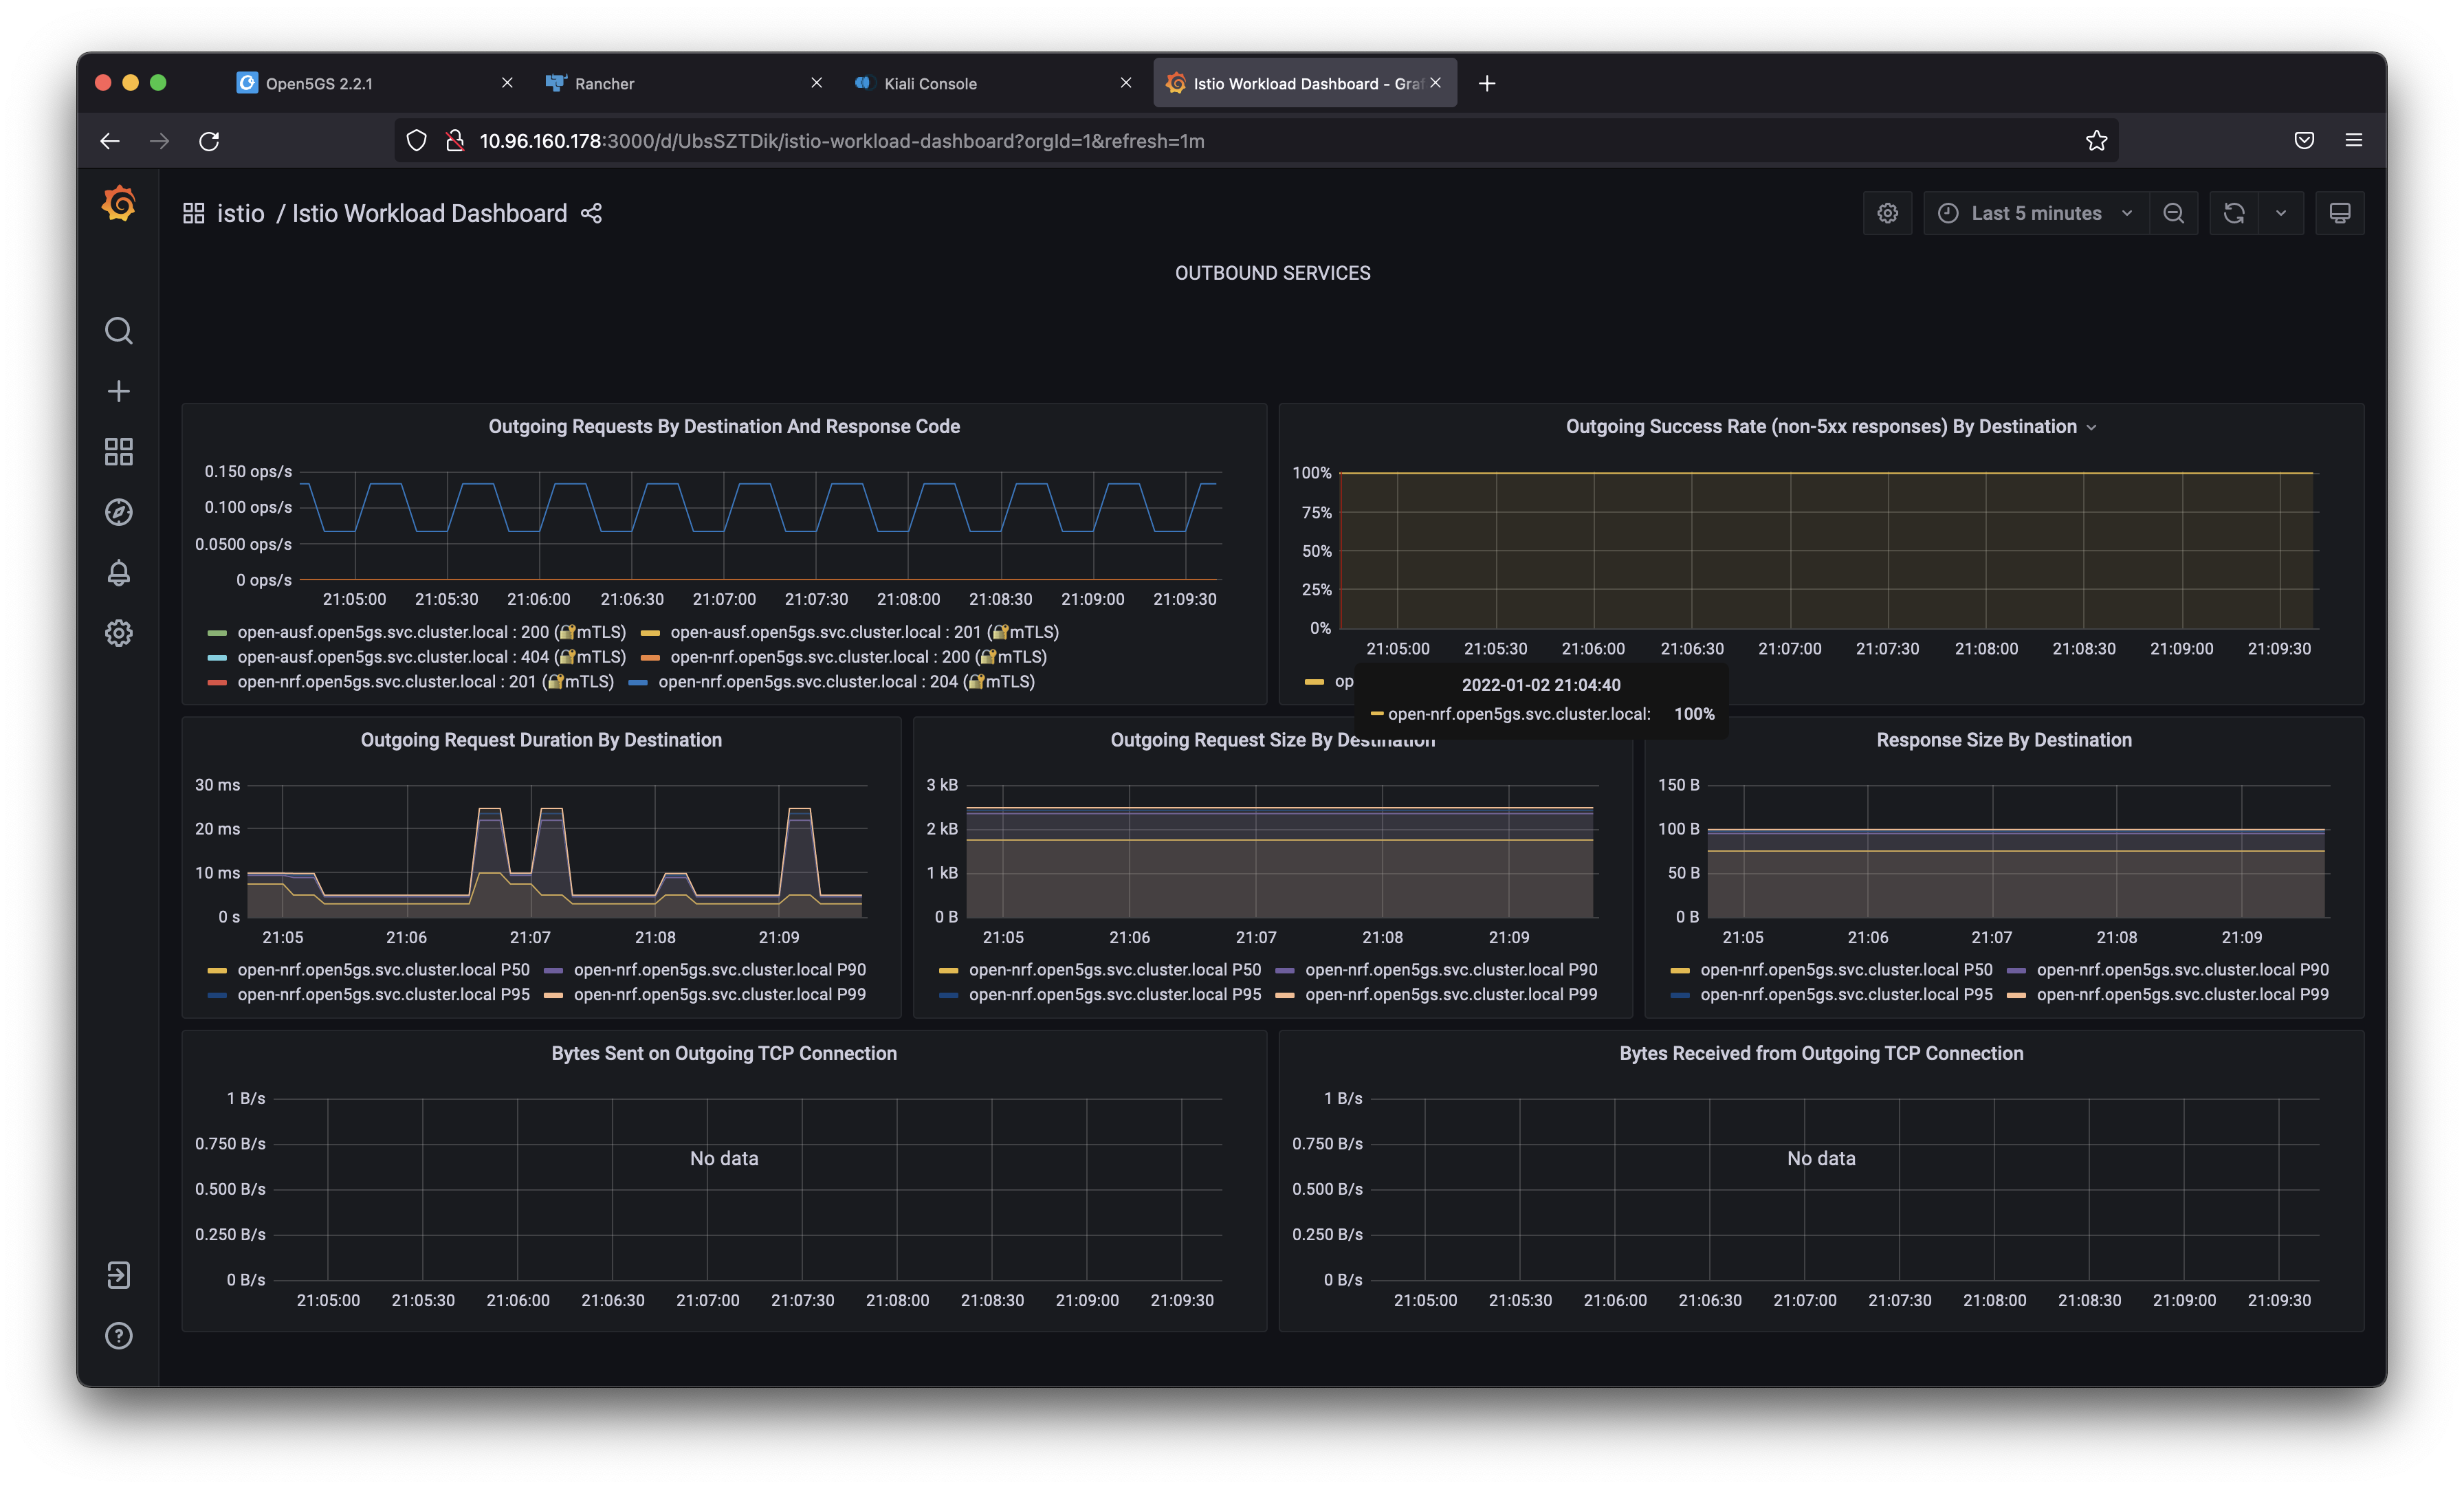 Open5GS 2.2.1
Rancher
Kiali Console
Istio Workload Dashboard - Graf
10.96.160.178:3000/d/UbsSZTDik/istio-workload-dashboard?orgId=1&refresh=1m
istio / Istio Workload Dashboard
Last 5 minutes
OUTBOUND SERVICES
Outgoing Requests By Destination And Response Code
0.150 ops/s
0.100 ops/s
0.0500 ops/s
0 ops/s
21:05:00 21:05:30 21:06:00 21:06:30 21:07:00 21:07:30 21:08:00 21:08:30 21:09:00 21:09:30
open-ausf.open5gs.svc.cluster.local : 200 (🔐mTLS) open-ausf.open5gs.svc.cluster.local : 201 (🔐mTLS)
open-ausf.open5gs.svc.cluster.local : 404 (🔐mTLS) open-nrf.open5gs.svc.cluster.local : 200 (🔐mTLS)
open-nrf.open5gs.svc.cluster.local : 201 (🔐mTLS) open-nrf.open5gs.svc.cluster.local : 204 (🔐mTLS)
Outgoing Success Rate (non-5xx responses) By Destination
100%
75%
50%
25%
0%
21:05:00 21:05:30 21:06:00 21:06:30 21:07:00 21:07:30 21:08:00 21:08:30 21:09:00 21:09:30
op
2022-01-02 21:04:40
open-nrf.open5gs.svc.cluster.local: 100%
Outgoing Request Duration By Destination
30 ms
20 ms
10 ms
0 s
21:05 21:06 21:07 21:08 21:09
open-nrf.open5gs.svc.cluster.local P50 open-nrf.open5gs.svc.cluster.local P90
open-nrf.open5gs.svc.cluster.local P95 open-nrf.open5gs.svc.cluster.local P99
Outgoing Request Size By Destination
3 kB
2 kB
1 kB
0 B
21:05 21:06 21:07 21:08 21:09
open-nrf.open5gs.svc.cluster.local P50 open-nrf.open5gs.svc.cluster.local P90
open-nrf.open5gs.svc.cluster.local P95 open-nrf.open5gs.svc.cluster.local P99
Response Size By Destination
150 B
100 B
50 B
0 B
21:05 21:06 21:07 21:08 21:09
open-nrf.open5gs.svc.cluster.local P50 open-nrf.open5gs.svc.cluster.local P90
open-nrf.open5gs.svc.cluster.local P95 open-nrf.open5gs.svc.cluster.local P99
Bytes Sent on Outgoing TCP Connection
1 B/s
0.750 B/s
No data
0.500 B/s
0.250 B/s
0 B/s
21:05:00 21:05:30 21:06:00 21:06:30 21:07:00 21:07:30 21:08:00 21:08:30 21:09:00 21:09:30
Bytes Received from Outgoing TCP Connection
1 B/s
0.750 B/s
No data
0.500 B/s
0.250 B/s
0 B/s
21:05:00 21:05:30 21:06:00 21:06:30 21:07:00 21:07:30 21:08:00 21:08:30 21:09:00 21:09:30